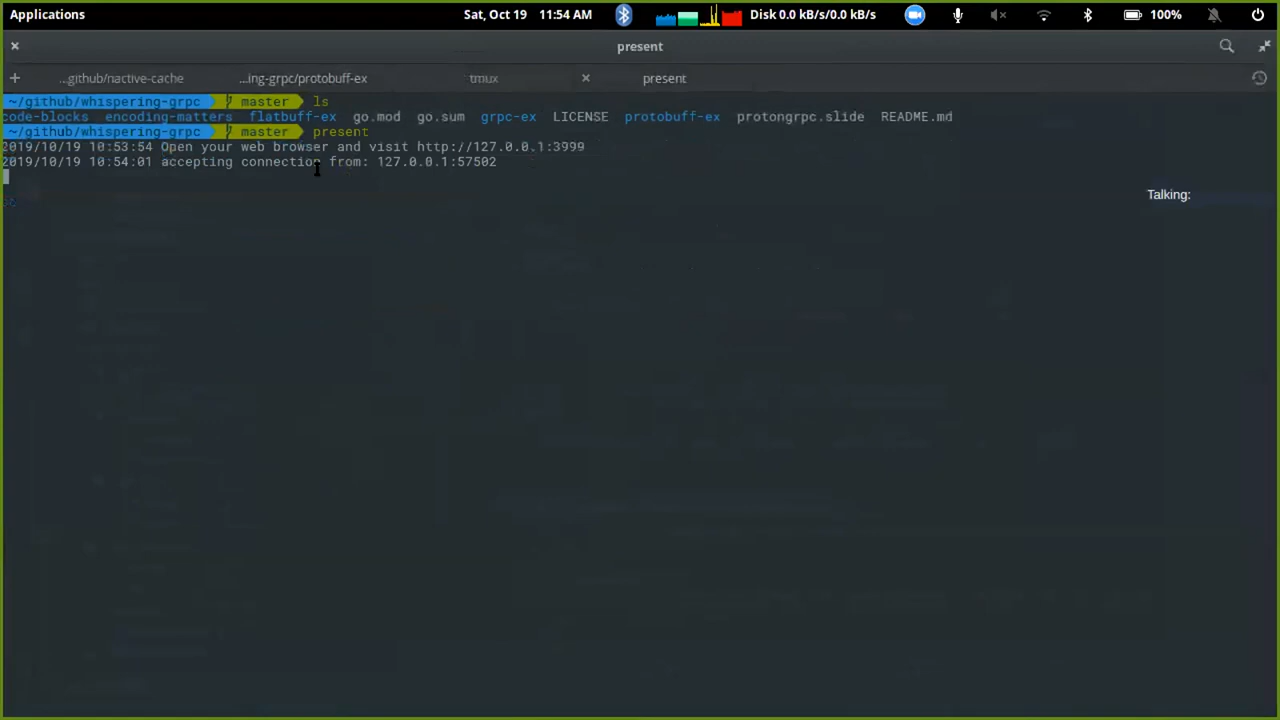 Applications
Sat, Oct 19 11:54 AM
Disk 0.0 kB/s/0.0 kB/s
100%
present
...github/nactive-cache
...ing-grpc/protobuff-ex
tmux
present
~/github/whispering-grpc master ls
code-blocks encoding-matters flatbuff-ex go.mod go.sum grpc-ex LICENSE protobuff-ex protongrpc.slide README.md
~/github/whispering-grpc master present
2019/10/19 10:53:54 Open your web browser and visit http://127.0.0.1:3999
2019/10/19 10:54:01 accepting connection from: 127.0.0.1:57502
Talking: